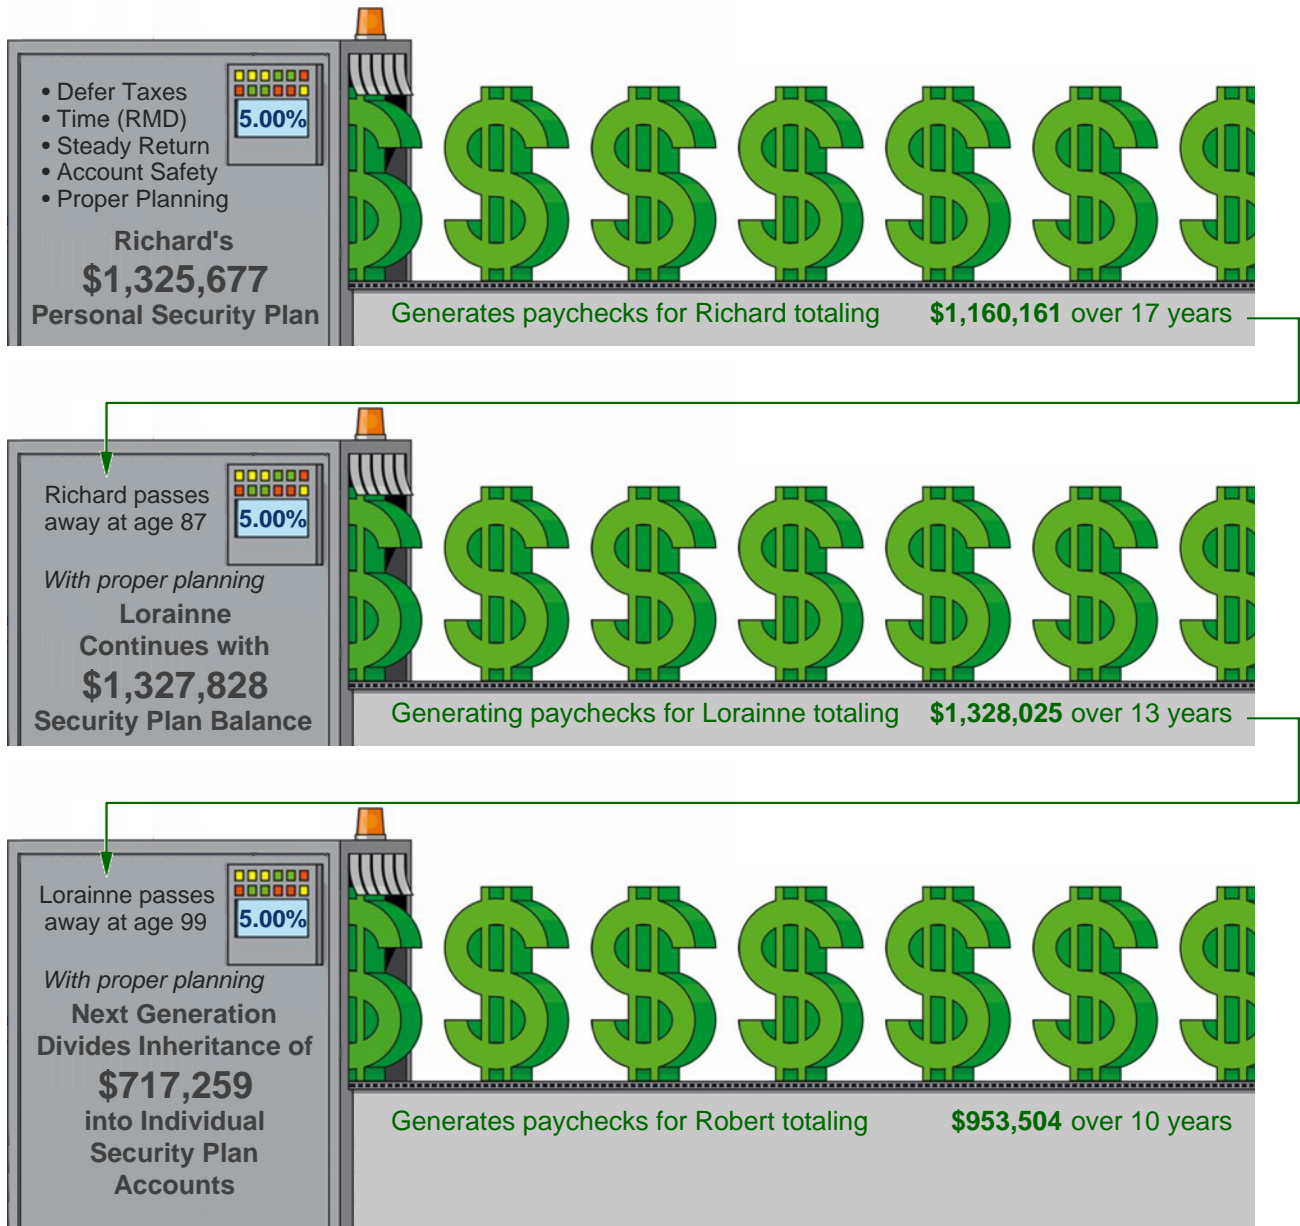 • Defer Taxes
• Time (RMD)
• Steady Return
• Account Safety
• Proper Planning
5.00%
Richard's
$1,325,677
Personal Security Plan
Generates paychecks for Richard totaling $1,160,161 over 17 years
Richard passes
away at age 87
5.00%
With proper planning
Lorainne
Continues with
$1,327,828
Security Plan Balance
Generating paychecks for Lorainne totaling $1,328,025 over 13 years
Lorainne passes
away at age 99
5.00%
With proper planning
Next Generation
Divides Inheritance of
$717,259
into Individual
Security Plan
Accounts
Generates paychecks for Robert totaling $953,504 over 10 years